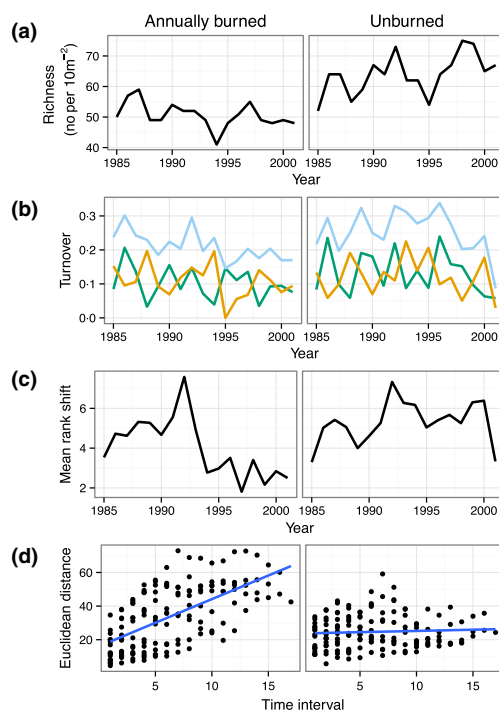 Annually burned Unburned
(a)
Richness
(no per 10m⁻²)
70
60
50
40
1985 1990 1995 2000 1985 1990 1995 2000
Year
(b)
Turnover
0·3
0·2
0·1
0·0
1985 1990 1995 2000 1985 1990 1995 2000
Year
(c)
Mean rank shift
6
4
2
1985 1990 1995 2000 1985 1990 1995 2000
Year
(d)
Euclidean distance
60
40
20
5 10 15 5 10 15
Time interval